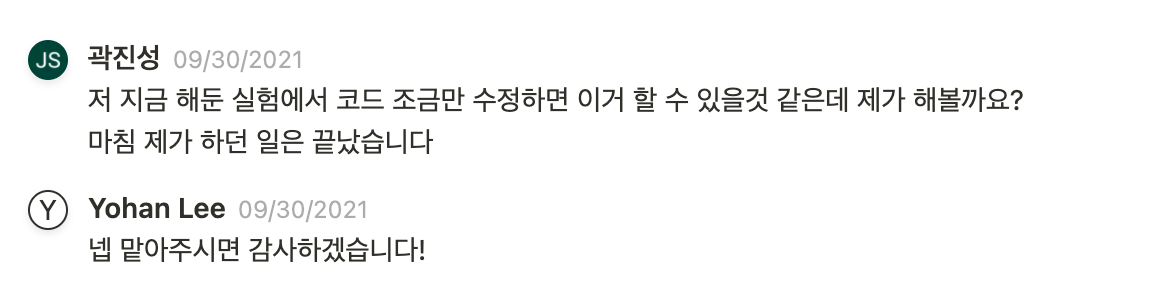 JS 곽진성 09/30/2021
저 지금 해둔 실험에서 코드 조금만 수정하면 이거 할 수 있을것 같은데 제가 해볼까요?
마침 제가 하던 일은 끝났습니다
Y Yohan Lee 09/30/2021
넵 맡아주시면 감사하겠습니다!